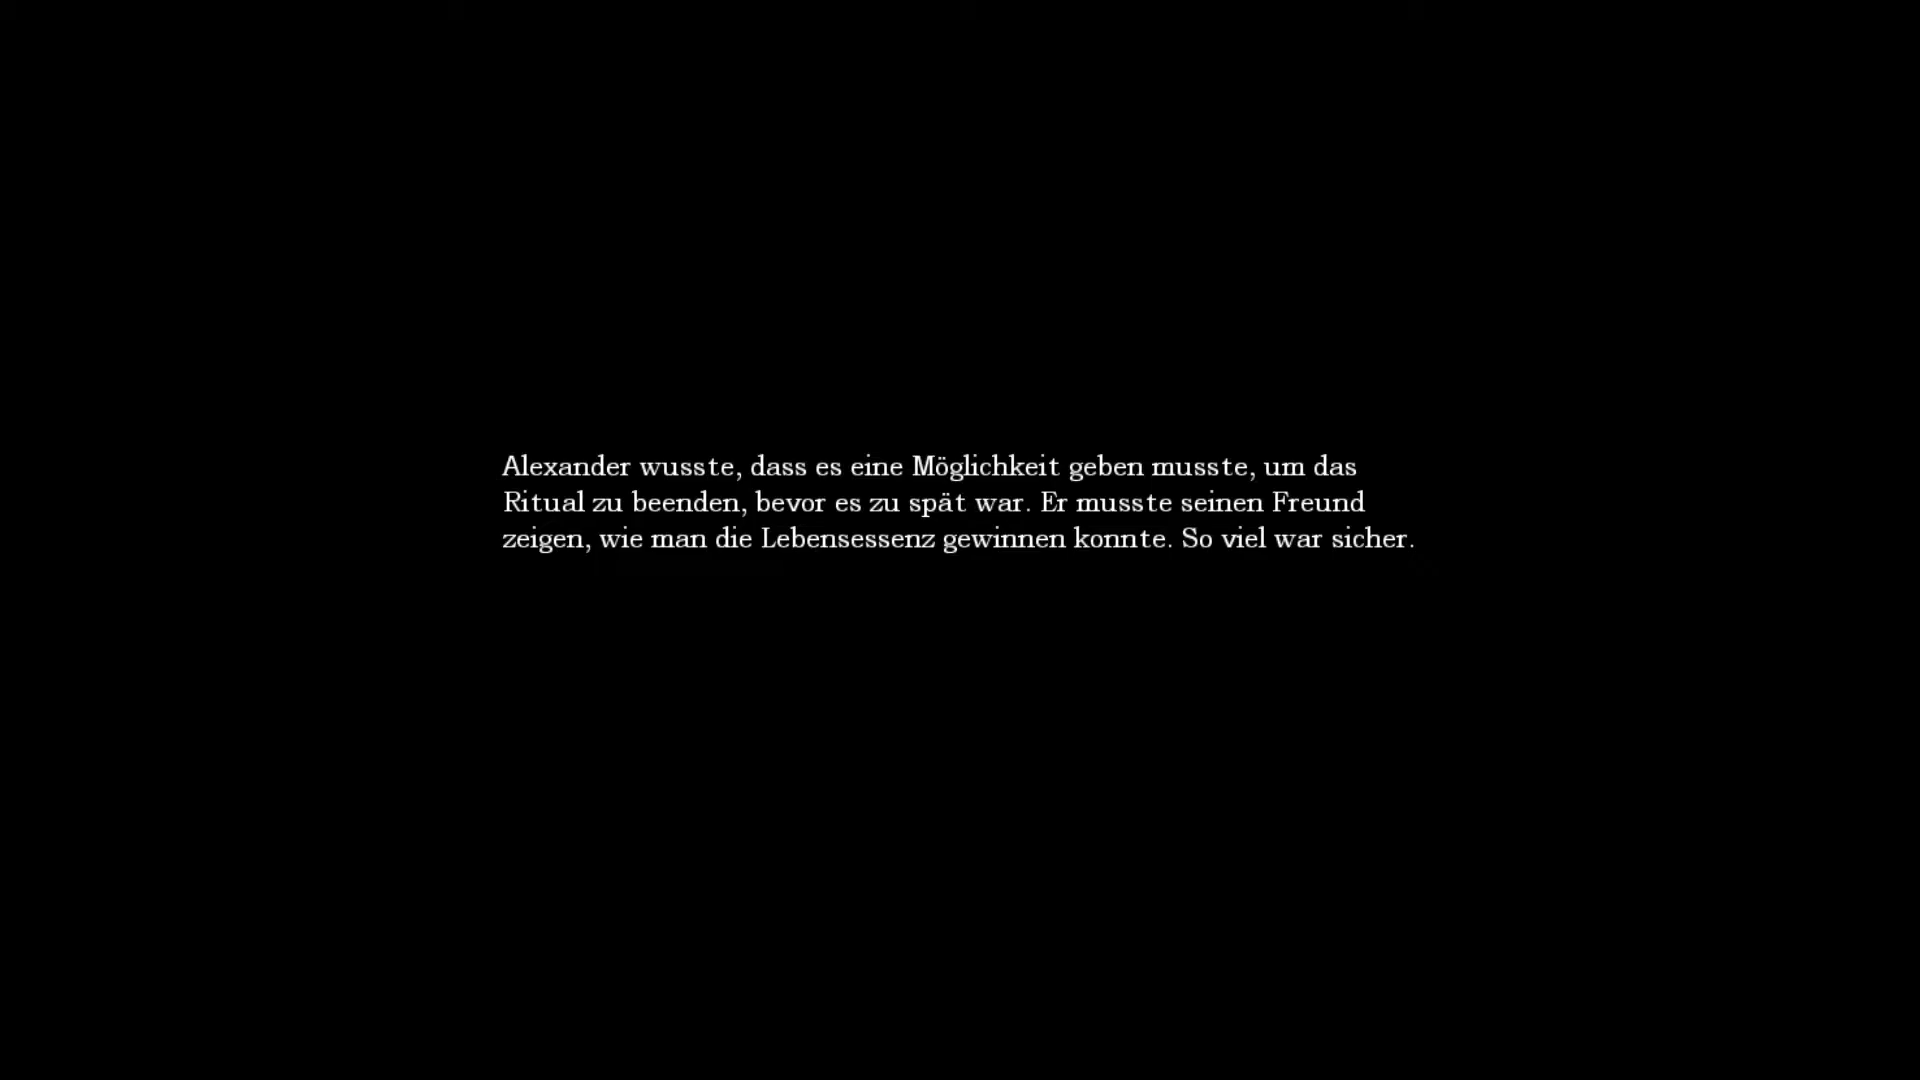 Alexander wusste, dass es eine Möglichkeit geben musste, um das
Ritual zu beenden, bevor es zu spät war. Er musste seinen Freund
zeigen, wie man die Lebensessenz gewinnen konnte. So viel war sicher.